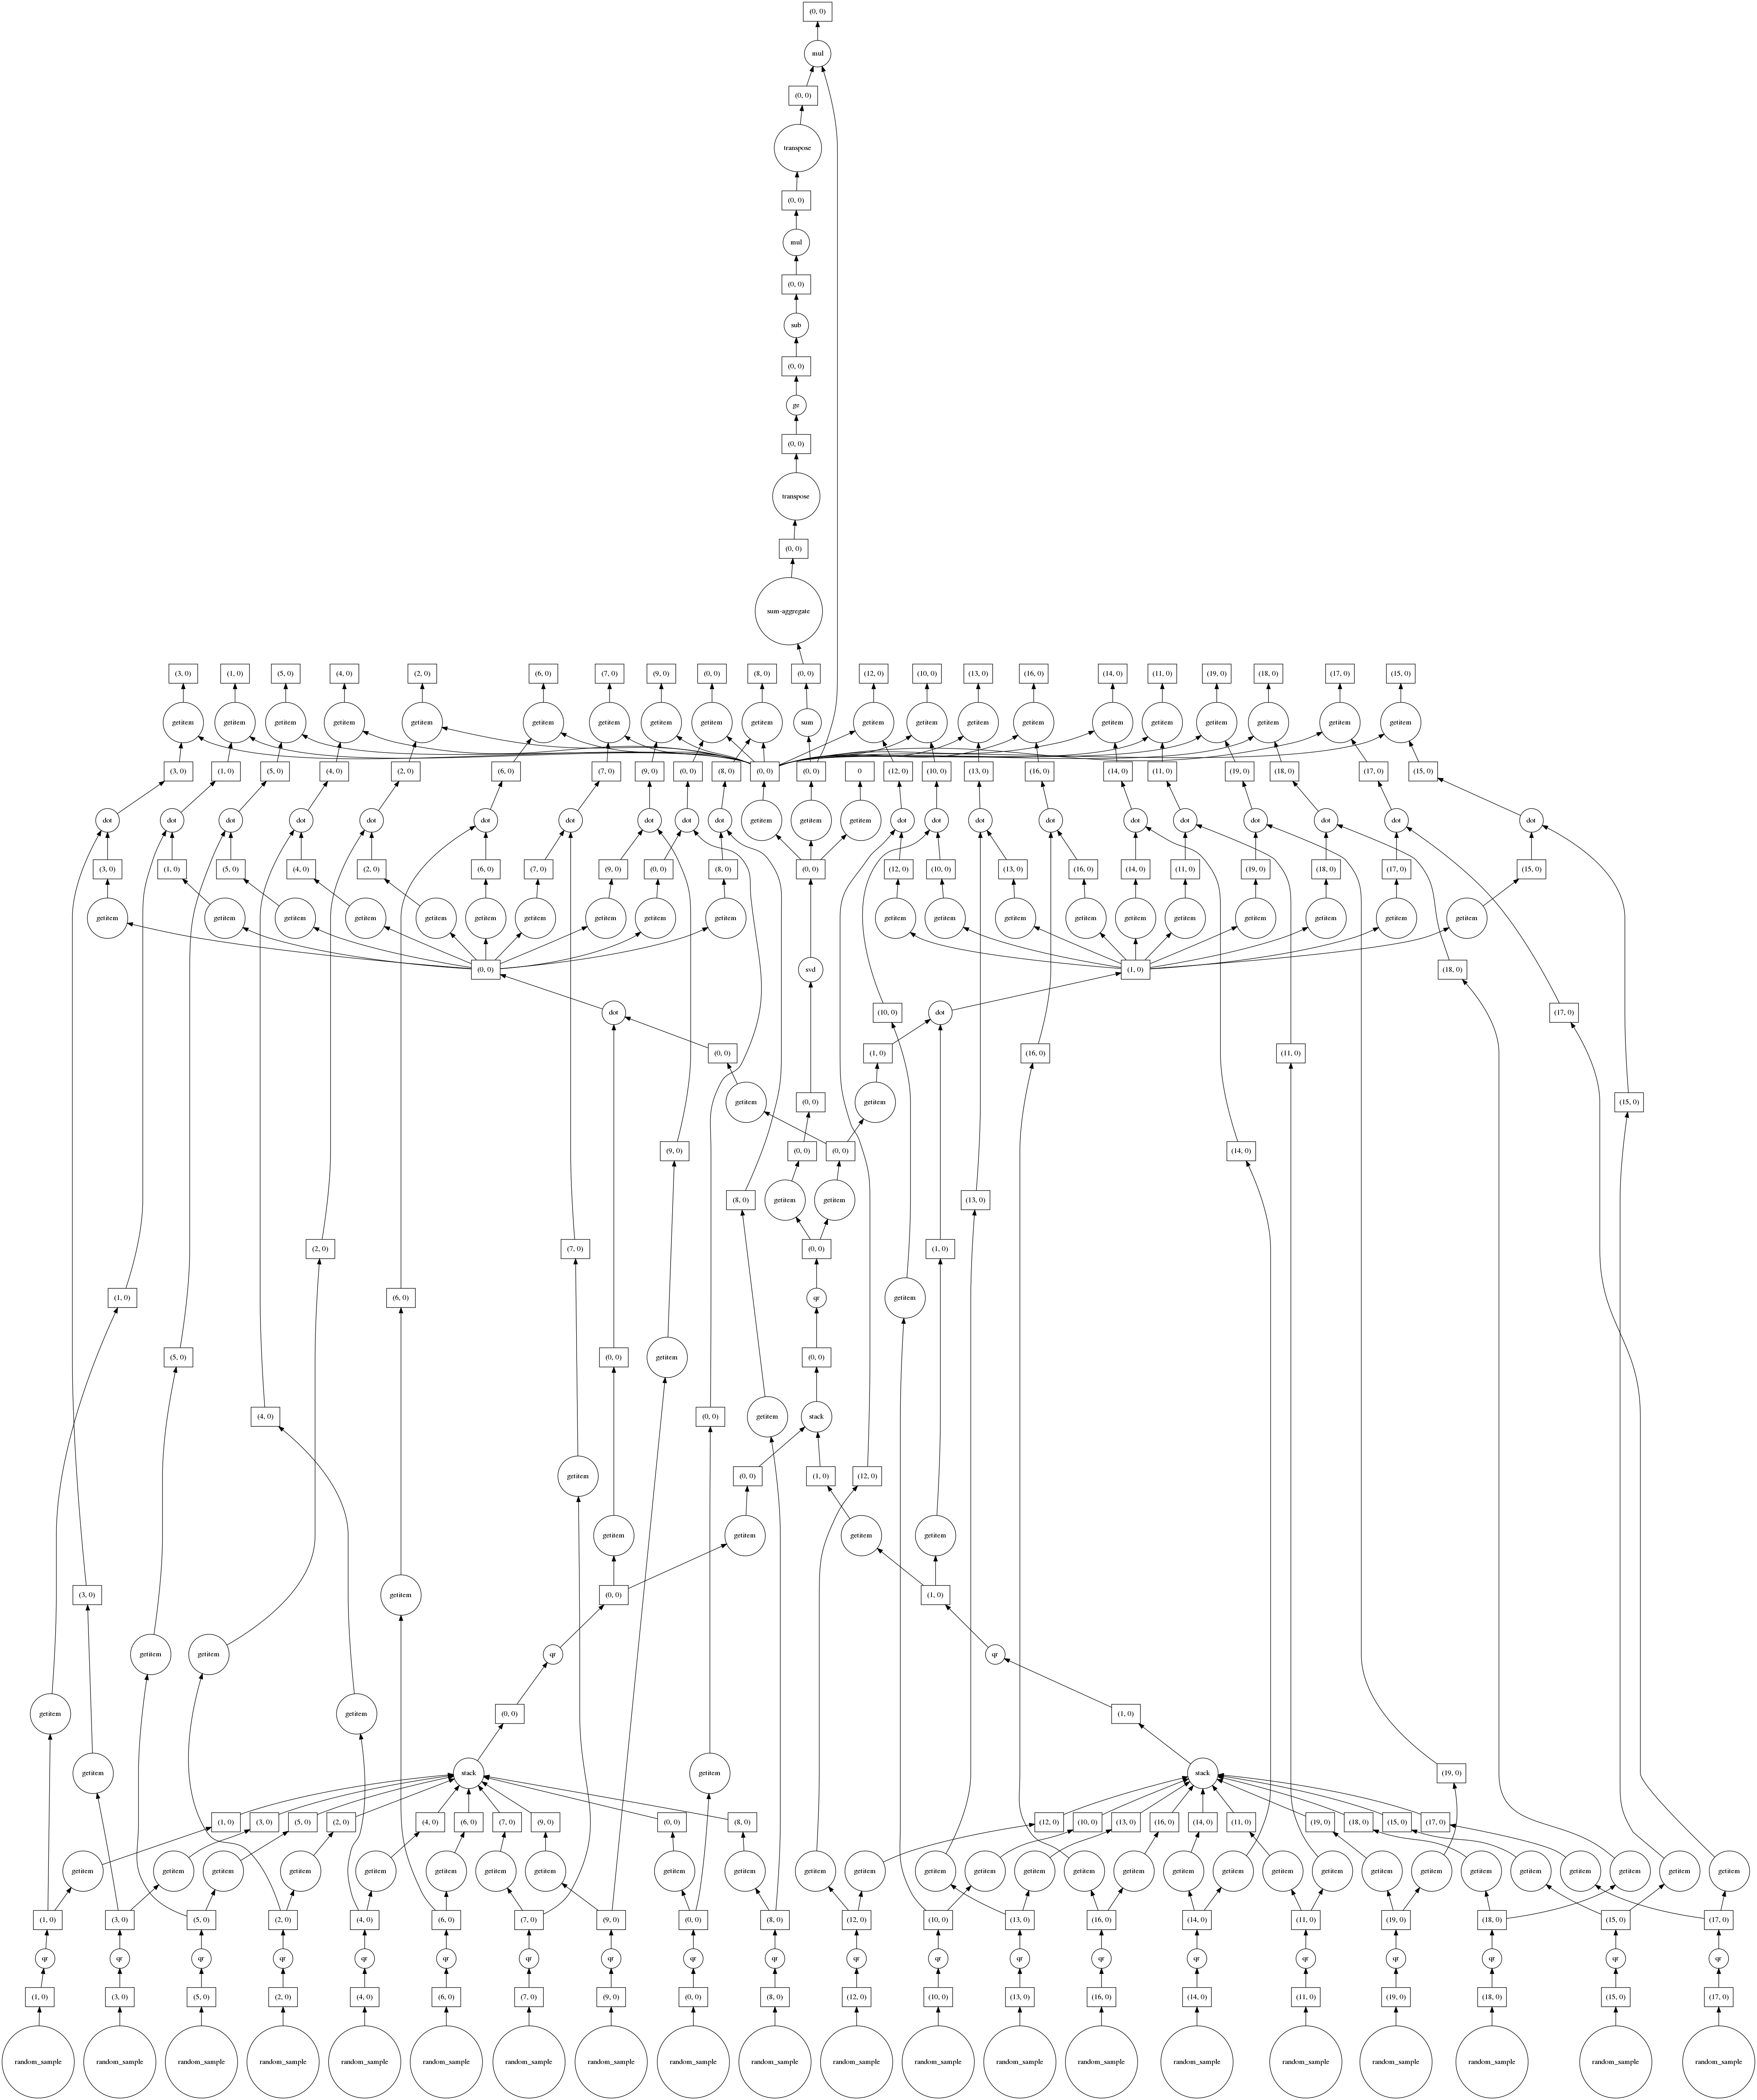 (0, 0)
mul
(0, 0)
transpose
(0, 0)
mul
(0, 0)
sub
(0, 0)
ge
(0, 0)
transpose
(0, 0)
sum-aggregate
(3, 0) (1, 0) (5, 0) (4, 0) (2, 0) (6, 0) (7, 0) (9, 0) (0, 0) (8, 0) (0, 0) (12, 0) (10, 0) (13, 0) (16, 0) (14, 0) (11, 0) (19, 0) (18, 0) (17, 0) (15, 0)
getitem getitem getitem getitem getitem getitem getitem getitem getitem getitem sum getitem getitem getitem getitem getitem getitem getitem getitem getitem getitem
(3, 0) (1, 0) (5, 0) (4, 0) (2, 0) (6, 0) (7, 0) (9, 0) (0, 0) (8, 0) (0, 0) (0, 0) 0 (12, 0) (10, 0) (13, 0) (16, 0) (14, 0) (11, 0) (19, 0) (18, 0) (17, 0) (15, 0)
dot dot dot dot dot dot dot dot dot dot getitem getitem getitem dot dot dot dot dot dot dot dot dot dot
(3, 0) (1, 0) (5, 0) (4, 0) (2, 0) (6, 0) (7, 0) (9, 0) (0, 0) (8, 0) (0, 0) (12, 0) (10, 0) (13, 0) (16, 0) (14, 0) (11, 0) (19, 0) (18, 0) (17, 0) (15, 0)
getitem getitem getitem getitem getitem getitem getitem getitem getitem getitem getitem getitem getitem getitem getitem getitem getitem getitem getitem getitem
(0, 0) svd (1, 0) (18, 0)
dot (10, 0) dot (17, 0)
(0, 0) (1, 0) (16, 0) (11, 0)
getitem (0, 0) getitem (15, 0)
(9, 0) (0, 0) (0, 0) (14, 0)
(8, 0) getitem getitem (13, 0)
(2, 0) (7, 0) (0, 0) (1, 0)
(1, 0) (6, 0) qr getitem
(5, 0) (0, 0) getitem (0, 0)
(4, 0) (0, 0) getitem stack
getitem (0, 0) (1, 0) (12, 0)
getitem getitem getitem getitem
(3, 0) getitem (0, 0) (1, 0)
getitem getitem qr qr
getitem getitem (0, 0) (1, 0)
getitem stack getitem stack (19, 0)
(1, 0) (3, 0) (5, 0) (2, 0) (4, 0) (6, 0) (7, 0) (9, 0) (0, 0) (8, 0) (12, 0) (10, 0) (13, 0) (16, 0) (14, 0) (11, 0) (19, 0) (18, 0) (15, 0) (17, 0)
getitem getitem getitem getitem getitem getitem getitem getitem getitem getitem getitem getitem getitem getitem getitem getitem getitem getitem getitem getitem getitem getitem getitem getitem getitem getitem getitem getitem getitem getitem
(1, 0) (3, 0) (5, 0) (2, 0) (4, 0) (6, 0) (7, 0) (9, 0) (0, 0) (8, 0) (12, 0) (10, 0) (13, 0) (16, 0) (14, 0) (11, 0) (19, 0) (18, 0) (15, 0) (17, 0)
qr qr qr qr qr qr qr qr qr qr qr qr qr qr qr qr qr qr qr qr
(1, 0) (3, 0) (5, 0) (2, 0) (4, 0) (6, 0) (7, 0) (9, 0) (0, 0) (8, 0) (12, 0) (10, 0) (13, 0) (16, 0) (14, 0) (11, 0) (19, 0) (18, 0) (15, 0) (17, 0)
random_sample random_sample random_sample random_sample random_sample random_sample random_sample random_sample random_sample random_sample random_sample random_sample random_sample random_sample random_sample random_sample random_sample random_sample random_sample random_sample